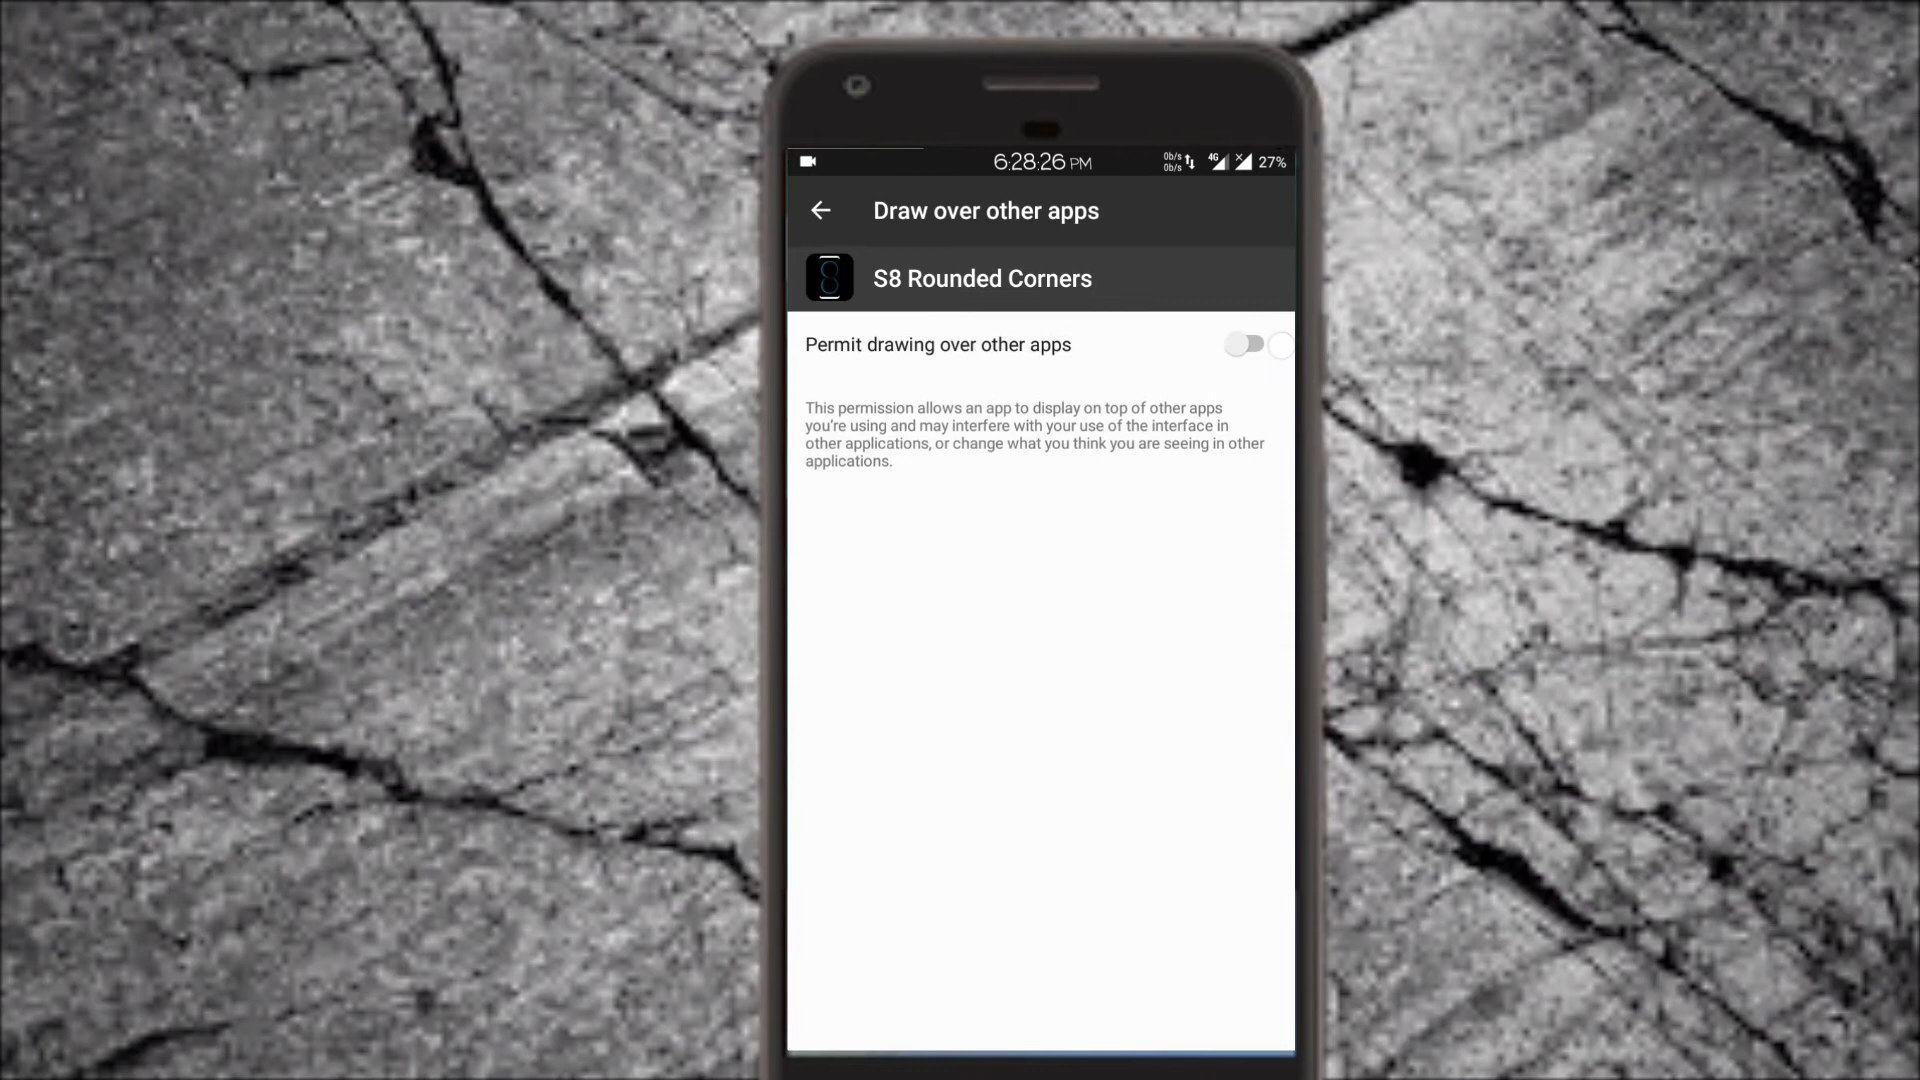 6:28:26 PM
0b/s
0b/s
4G
27%
Draw over other apps
S8 Rounded Corners
Permit drawing over other apps
This permission allows an app to display on top of other apps
you're using and may interfere with your use of the interface in
other applications, or change what you think you are seeing in other
applications.